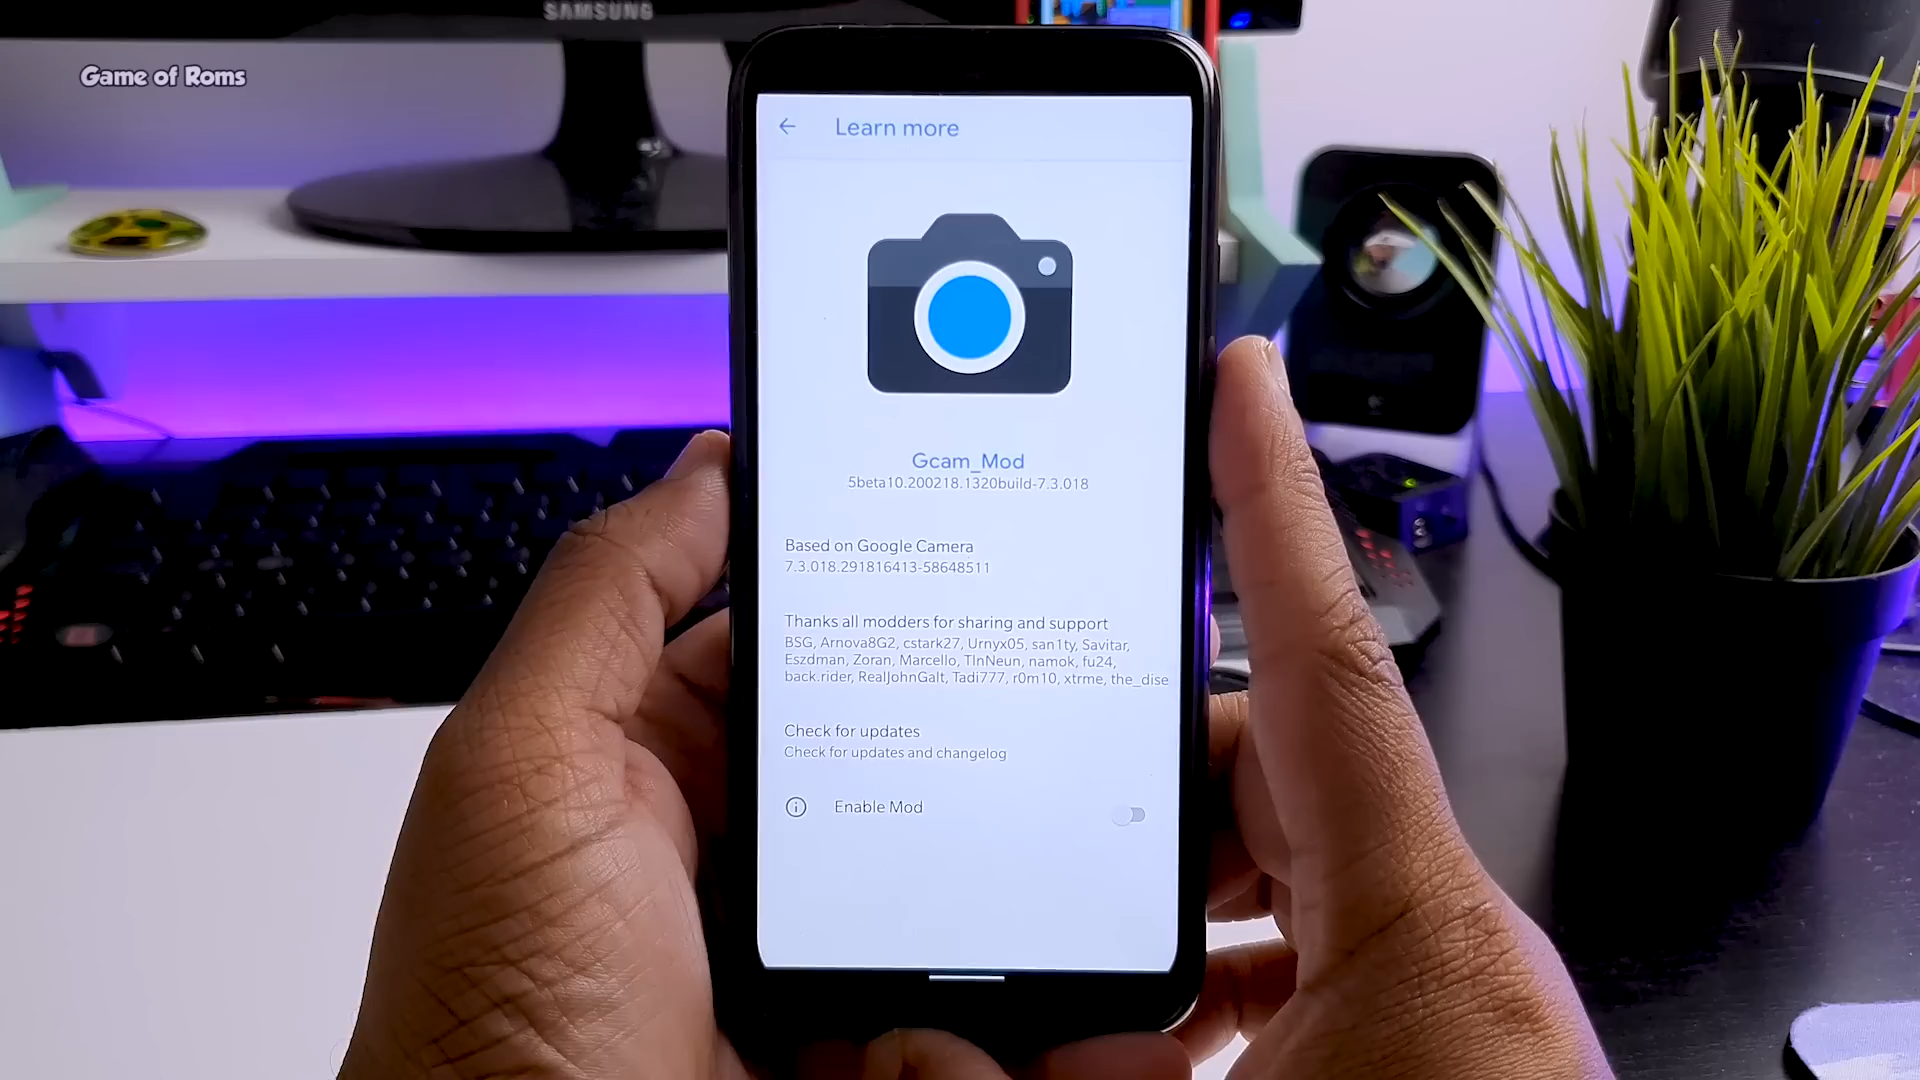 SAMSUNG
Game of Roms
Learn more
Gcam_Mod
5beta10.200218.1320build-7.3.018
Based on Google Camera
7.3.018.291816413-58648511
Thanks all modders for sharing and support
BSG, Arnova8G2, cstark27, Urnyx05, san1ty, Savitar,
Eszdman, Zoran, Marcello, TlnNeun, namok, fu24,
back.rider, RealJohnGalt, Tadi777, r0m10, xtrme, the_dise
Check for updates
Check for updates and changelog
Enable Mod